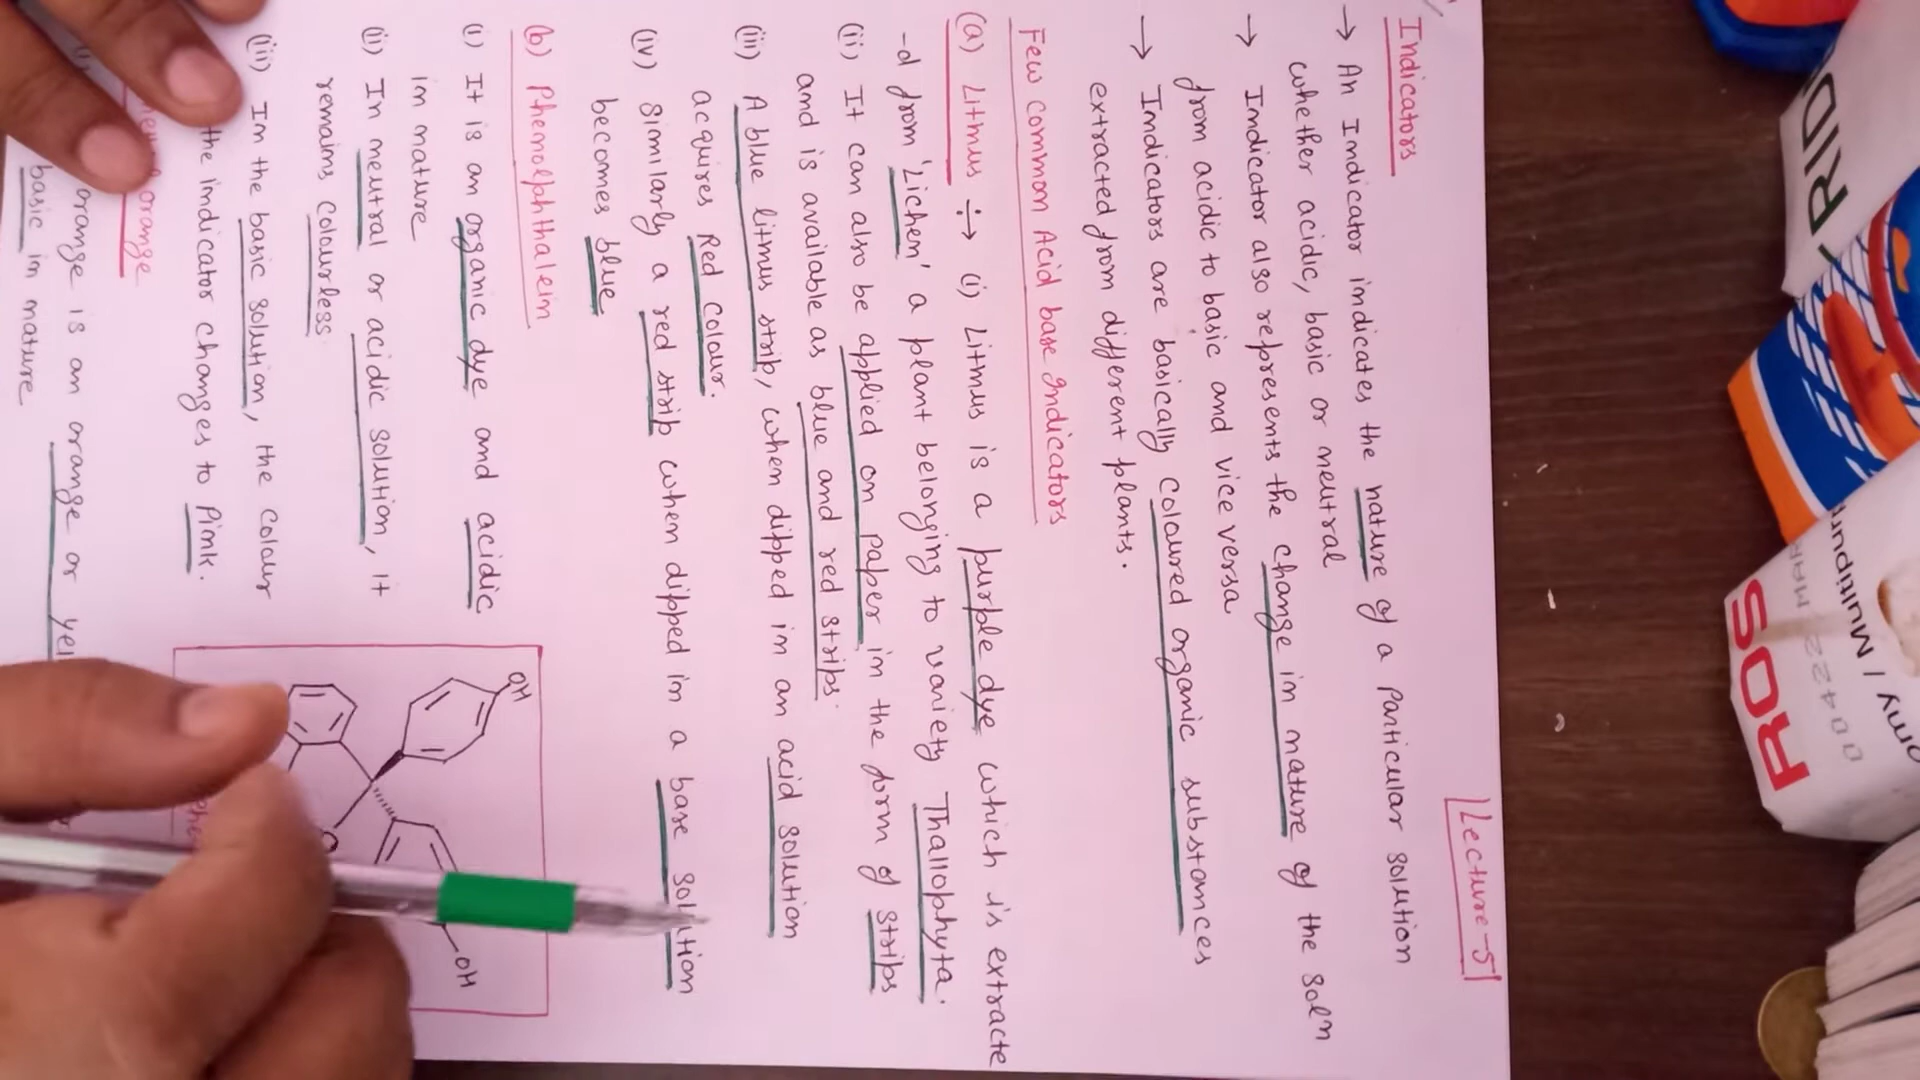 Lecture-5
Indicators
→ An Indicator indicates the nature of a particular solution
whether acidic, basic or neutral
→ Indicator also represents the change in nature of the solⁿ
from acidic to basic and vice versa
→ Indicators are basically coloured organic substances
extracted from different plants.
Few common Acid base Indicators
(a) Litmus ÷→ (i) Litmus is a purple dye which is extracte
-d from 'Lichen' a plant belonging to variety Thallophyta.
(ii) It can also be applied on paper in the form of strips
and is available as blue and red strips
(iii) A blue litmus strip, when dipped in an acid solution
acquires Red colour.
(iv) Similarly a red strip when dipped in a base solution
becomes blue
(b) Phenolphthalein
(i) It is an organic dye and acidic
in nature
(ii) In neutral or acidic solution, it
remains colourless
(iii) In the basic solution, the colour
the indicator changes to Pink.
orange
orange is an orange or yel
basic in nature
OH
OH
O
RID
ROS
0422 MAR
/ Multipur
omy